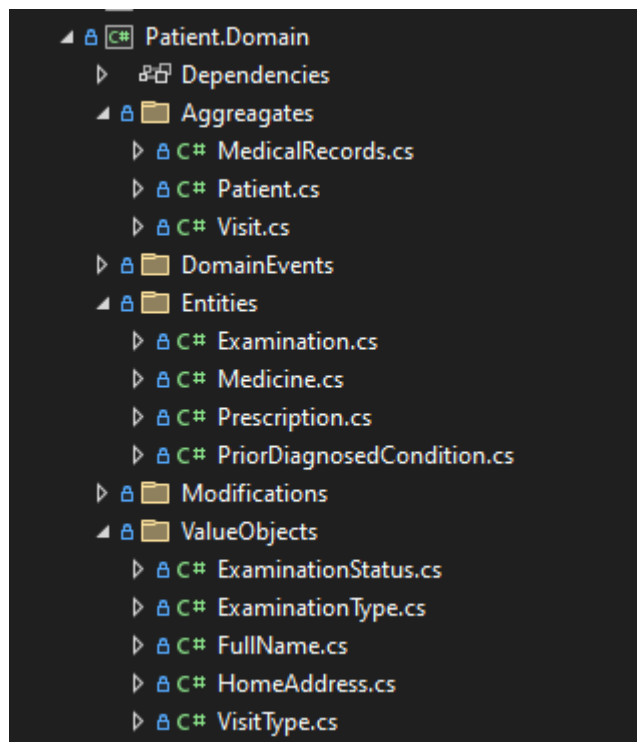 C# Patient.Domain
Dependencies
Aggreagates
C# MedicalRecords.cs
C# Patient.cs
C# Visit.cs
DomainEvents
Entities
C# Examination.cs
C# Medicine.cs
C# Prescription.cs
C# PriorDiagnosedCondition.cs
Modifications
ValueObjects
C# ExaminationStatus.cs
C# ExaminationType.cs
C# FullName.cs
C# HomeAddress.cs
C# VisitType.cs